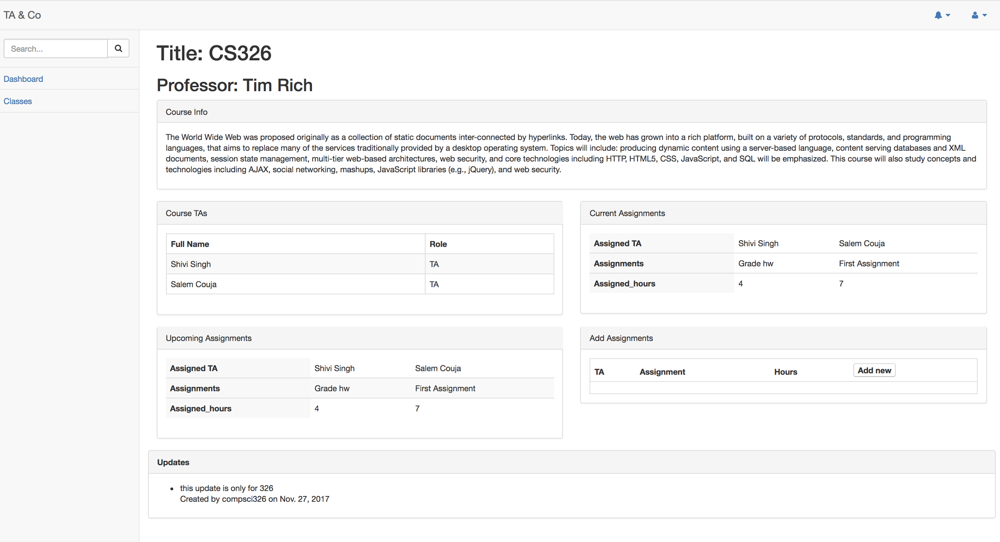 TA & Co
Search...
Dashboard
Classes
Title: CS326
Professor: Tim Rich
Course Info
The World Wide Web was proposed originally as a collection of static documents inter-connected by hyperlinks. Today, the web has grown into a rich platform, built on a variety of protocols, standards, and programming
languages, that aims to replace many of the services traditionally provided by a desktop operating system. Topics will include: producing dynamic content using a server-based language, content serving databases and XML
documents, session state management, multi-tier web-based architectures, web security, and core technologies including HTTP, HTML5, CSS, JavaScript, and SQL will be emphasized. This course will also study concepts and
technologies including AJAX, social networking, mashups, JavaScript libraries (e.g., jQuery), and web security.
Course TAs
Full Name Role
Shivi Singh TA
Salem Couja TA
Current Assignments
Assigned TA Shivi Singh Salem Couja
Assignments Grade hw First Assignment
Assigned_hours 4 7
Upcoming Assignments
Assigned TA Shivi Singh Salem Couja
Assignments Grade hw First Assignment
Assigned_hours 4 7
Add Assignments
TA Assignment Hours Add new
Updates
• this update is only for 326
Created by compsci326 on Nov. 27, 2017